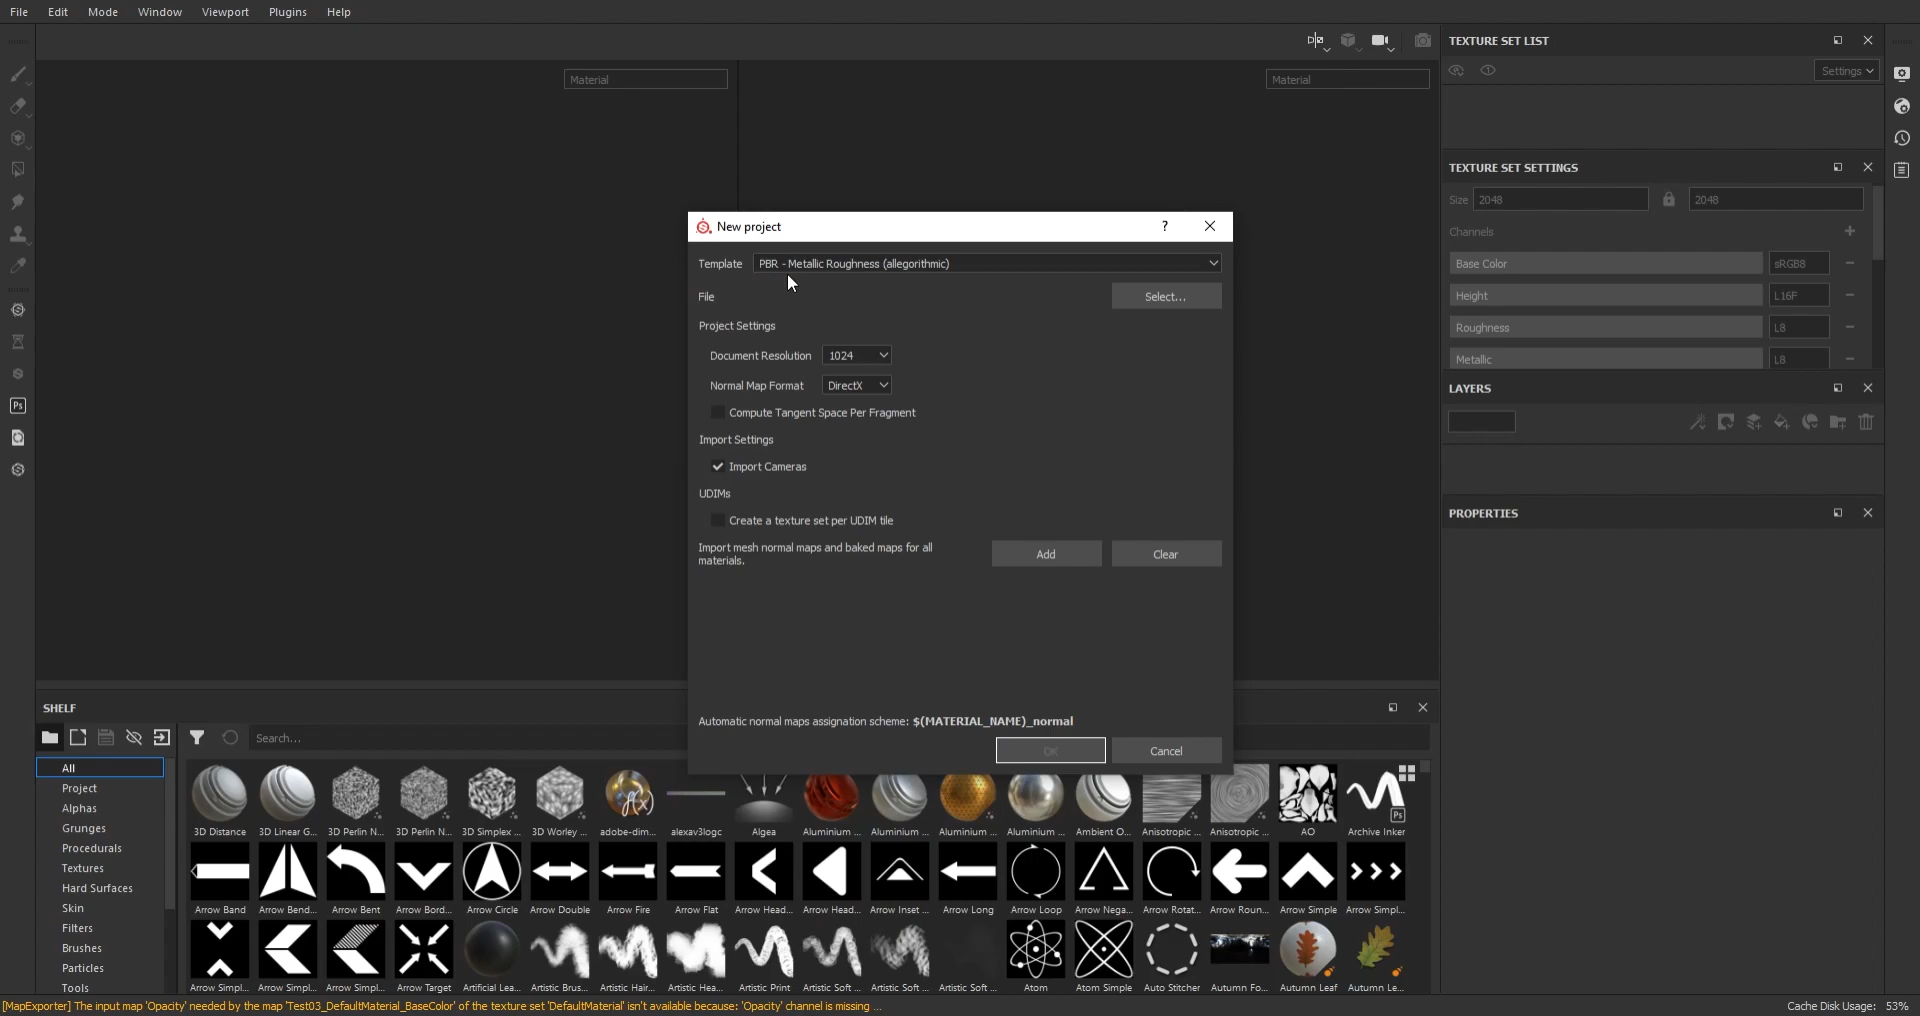 File Edit Mode Window Viewport Plugins Help
Material
Material
TEXTURE SET LIST
Settings
TEXTURE SET SETTINGS
Size 2048 2048
Channels
Base Color sRGB8
Height L16F
Roughness L8
Metallic L8
LAYERS
PROPERTIES
New project
?
Template PBR - Metallic Roughness (allegorithmic)
File Select...
Project Settings
Document Resolution 1024
Normal Map Format DirectX
Compute Tangent Space Per Fragment
Import Settings
Import Cameras
UDIMs
Create a texture set per UDIM tile
Import mesh normal maps and baked maps for all
materials.
Add Clear
Automatic normal maps assignation scheme: $(MATERIAL_NAME)_normal
OK Cancel
Ps
SHELF
Search...
All
Project
Alphas
Grunges
Procedurals
Textures
Hard Surfaces
Skin
Filters
Brushes
Particles
Tools
3D Distance 3D Linear G... 3D Perlin N... 3D Perlin N... 3D Simplex ... 3D Worley ... adobe-dim... alexav3logc Algea Aluminium ... Aluminium ... Aluminium ... Aluminium ... Ambient O... Anisotropic ... Anisotropic ... AO Archive Inker
Arrow Band Arrow Bend... Arrow Bent Arrow Bord... Arrow Circle Arrow Double Arrow Fire Arrow Flat Arrow Head... Arrow Head... Arrow Inset ... Arrow Long Arrow Loop Arrow Nega... Arrow Rotat... Arrow Roun... Arrow Simple Arrow Simpl...
Arrow Simpl... Arrow Simpl... Arrow Simpl... Arrow Target Artificial Lea... Artistic Brus... Artistic Hair... Artistic Hea... Artistic Print Artistic Soft ... Artistic Soft ... Artistic Soft ... Atom Atom Simple Auto Stitcher Autumn Fo... Autumn Leaf Autumn Le...
[MapExporter] The input map 'Opacity' needed by the map 'Test03_DefaultMaterial_BaseColor' of the texture set 'DefaultMaterial' isn't available because: 'Opacity' channel is missing ...
Cache Disk Usage: 53%